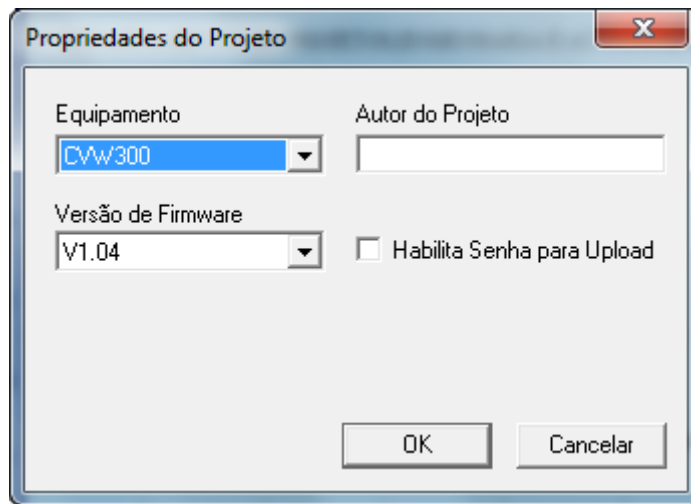 Propriedades do Projeto
Equipamento
Autor do Projeto
CVW300
Versão de Firmware
V1.04
Habilita Senha para Upload
OK
Cancelar